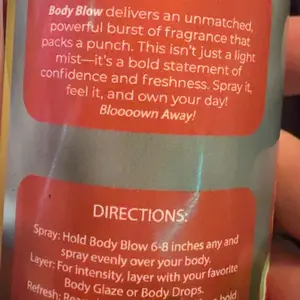 Body Blow delivers an unmatched,
powerful burst of fragrance that
packs a punch. This isn't just a light
mist—it's a bold statement of
confidence and freshness. Spray it,
feel it, and own your day!
Bloooown Away!
DIRECTIONS:
Spray: Hold Body Blow 6-8 inches any and
spray evenly over your body.
Layer: For intensity, layer with your favorite
Body Glaze or Body Drops.
Refresh: